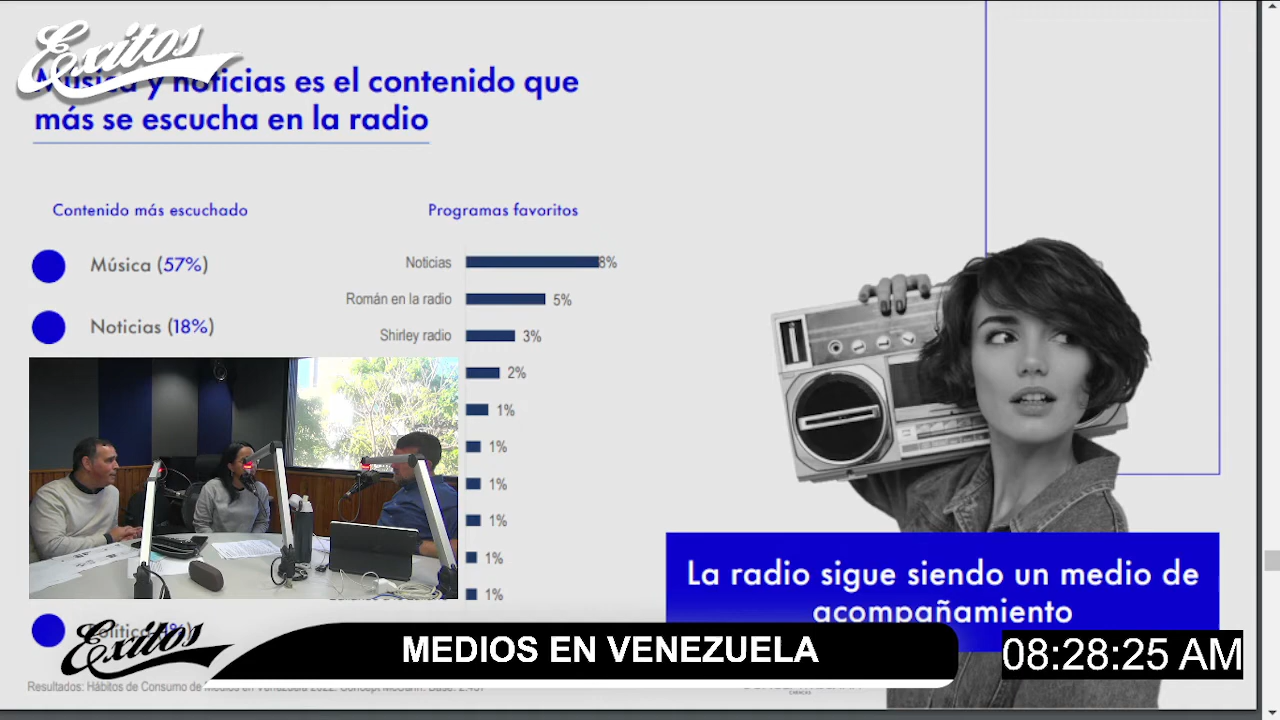 Exitos
Música y noticias es el contenido que
más se escucha en la radio
Contenido más escuchado
Programas favoritos
Música (57%)
Noticias (18%)
Noticias 8%
Román en la radio 5%
Shirley radio 3%
2%
1%
1%
1%
1%
1%
1%
La radio sigue siendo un medio de
acompañamiento
Política
Exitos
MEDIOS EN VENEZUELA
08:28:25 AM
Resultados: Hábitos de Consumo de Medios en Venezuela 2022.